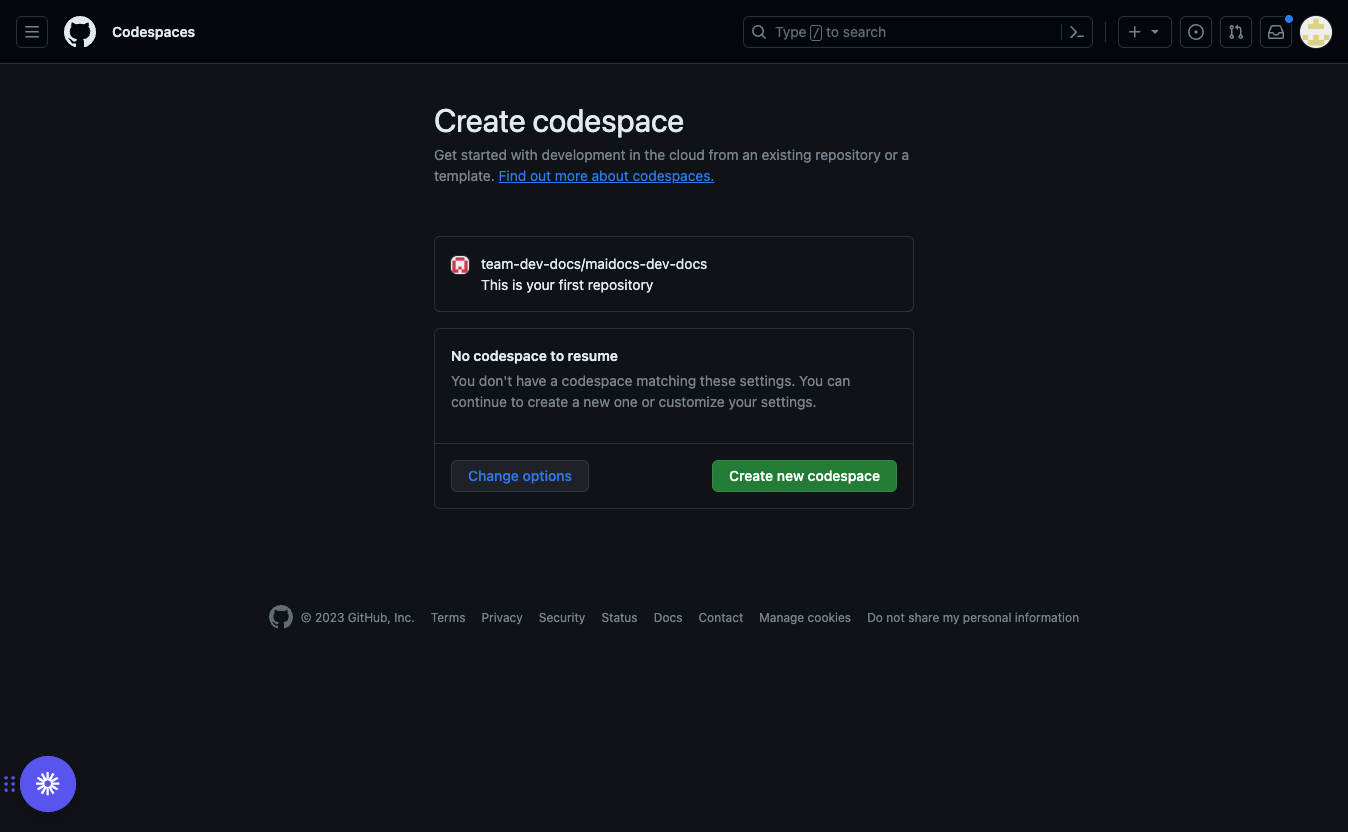 Codespaces
Type / to search
Create codespace
Get started with development in the cloud from an existing repository or a
template. Find out more about codespaces.
team-dev-docs/maidocs-dev-docs
This is your first repository
No codespace to resume
You don't have a codespace matching these settings. You can
continue to create a new one or customize your settings.
Change options
Create new codespace
© 2023 GitHub, Inc. Terms Privacy Security Status Docs Contact Manage cookies Do not share my personal information